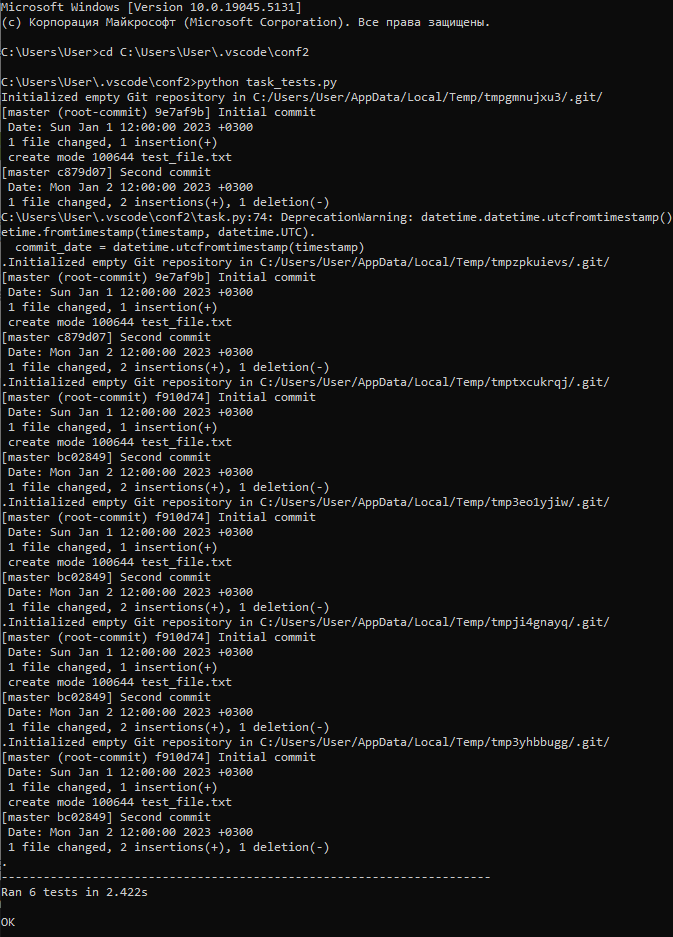 Microsoft Windows [Version 10.0.19045.5131]
(c) Корпорация Майкрософт (Microsoft Corporation). Все права защищены.
C:\Users\User>cd C:\Users\User\.vscode\conf2
C:\Users\User\.vscode\conf2>python task_tests.py
Initialized empty Git repository in C:/Users/User/AppData/Local/Temp/tmpgmnujxu3/.git/
[master (root-commit) 9e7af9b] Initial commit
 Date: Sun Jan 1 12:00:00 2023 +0300
 1 file changed, 1 insertion(+)
 create mode 100644 test_file.txt
[master c879d07] Second commit
 Date: Mon Jan 2 12:00:00 2023 +0300
 1 file changed, 2 insertions(+), 1 deletion(-)
C:\Users\User\.vscode\conf2\task.py:74: DeprecationWarning: datetime.datetime.utcfromtimestamp()
etime.fromtimestamp(timestamp, datetime.UTC).
  commit_date = datetime.utcfromtimestamp(timestamp)
.Initialized empty Git repository in C:/Users/User/AppData/Local/Temp/tmpzpkuievs/.git/
[master (root-commit) 9e7af9b] Initial commit
 Date: Sun Jan 1 12:00:00 2023 +0300
 1 file changed, 1 insertion(+)
 create mode 100644 test_file.txt
[master c879d07] Second commit
 Date: Mon Jan 2 12:00:00 2023 +0300
 1 file changed, 2 insertions(+), 1 deletion(-)
.Initialized empty Git repository in C:/Users/User/AppData/Local/Temp/tmptxcukrqj/.git/
[master (root-commit) f910d74] Initial commit
 Date: Sun Jan 1 12:00:00 2023 +0300
 1 file changed, 1 insertion(+)
 create mode 100644 test_file.txt
[master bc02849] Second commit
 Date: Mon Jan 2 12:00:00 2023 +0300
 1 file changed, 2 insertions(+), 1 deletion(-)
.Initialized empty Git repository in C:/Users/User/AppData/Local/Temp/tmp3eo1yjiw/.git/
[master (root-commit) f910d74] Initial commit
 Date: Sun Jan 1 12:00:00 2023 +0300
 1 file changed, 1 insertion(+)
 create mode 100644 test_file.txt
[master bc02849] Second commit
 Date: Mon Jan 2 12:00:00 2023 +0300
 1 file changed, 2 insertions(+), 1 deletion(-)
.Initialized empty Git repository in C:/Users/User/AppData/Local/Temp/tmpji4gnayq/.git/
[master (root-commit) f910d74] Initial commit
 Date: Sun Jan 1 12:00:00 2023 +0300
 1 file changed, 1 insertion(+)
 create mode 100644 test_file.txt
[master bc02849] Second commit
 Date: Mon Jan 2 12:00:00 2023 +0300
 1 file changed, 2 insertions(+), 1 deletion(-)
.Initialized empty Git repository in C:/Users/User/AppData/Local/Temp/tmp3yhbbugg/.git/
[master (root-commit) f910d74] Initial commit
 Date: Sun Jan 1 12:00:00 2023 +0300
 1 file changed, 1 insertion(+)
 create mode 100644 test_file.txt
[master bc02849] Second commit
 Date: Mon Jan 2 12:00:00 2023 +0300
 1 file changed, 2 insertions(+), 1 deletion(-)
.
----------------------------------------------------------------------
Ran 6 tests in 2.422s
OK